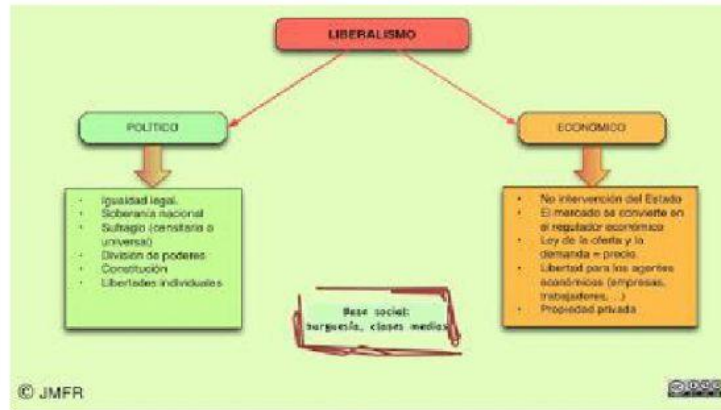 LIBERALISMO
POLÍTICO
ECONÓMICO
Igualdad legal.
Soberanía nacional
Sufragio (censitario o
universal)
División de poderes
Constitución
Libertades individuales
No intervención del Estado
El mercado se convierte en
el regulador económico
Ley de la oferta y la
demanda = precio.
Libertad para los agentes
económicos (empresas,
trabajadores, ...)
Propiedad privada
Base social:
burguesía, clases medias
© JMFR